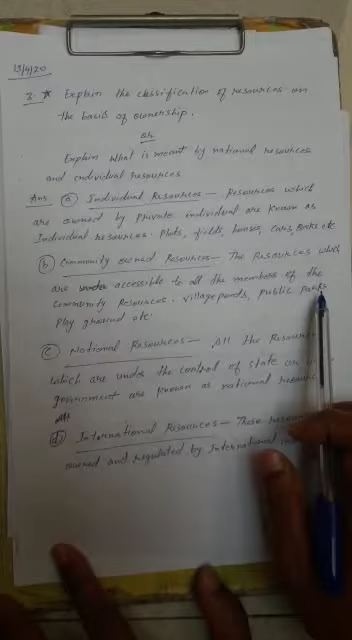 13/4/20
3. * Explain the classification of resources on
the basis of ownership.
OR
Explain what is meant by national resources
and individual resources
Ans (a) Individual Resources - Resources which
are owned by private individual are known as
Individual resources. Plots, fields, houses, cars, Books etc
(b) Community owned Resources - The Resources which
are accessible to all the members of the
Community Resources. village ponds, public parks
Play ground etc.
(c) National Resources - All the
which are under the control of state or
government are known as national
(d) International Resources - These
owned and regulated by International